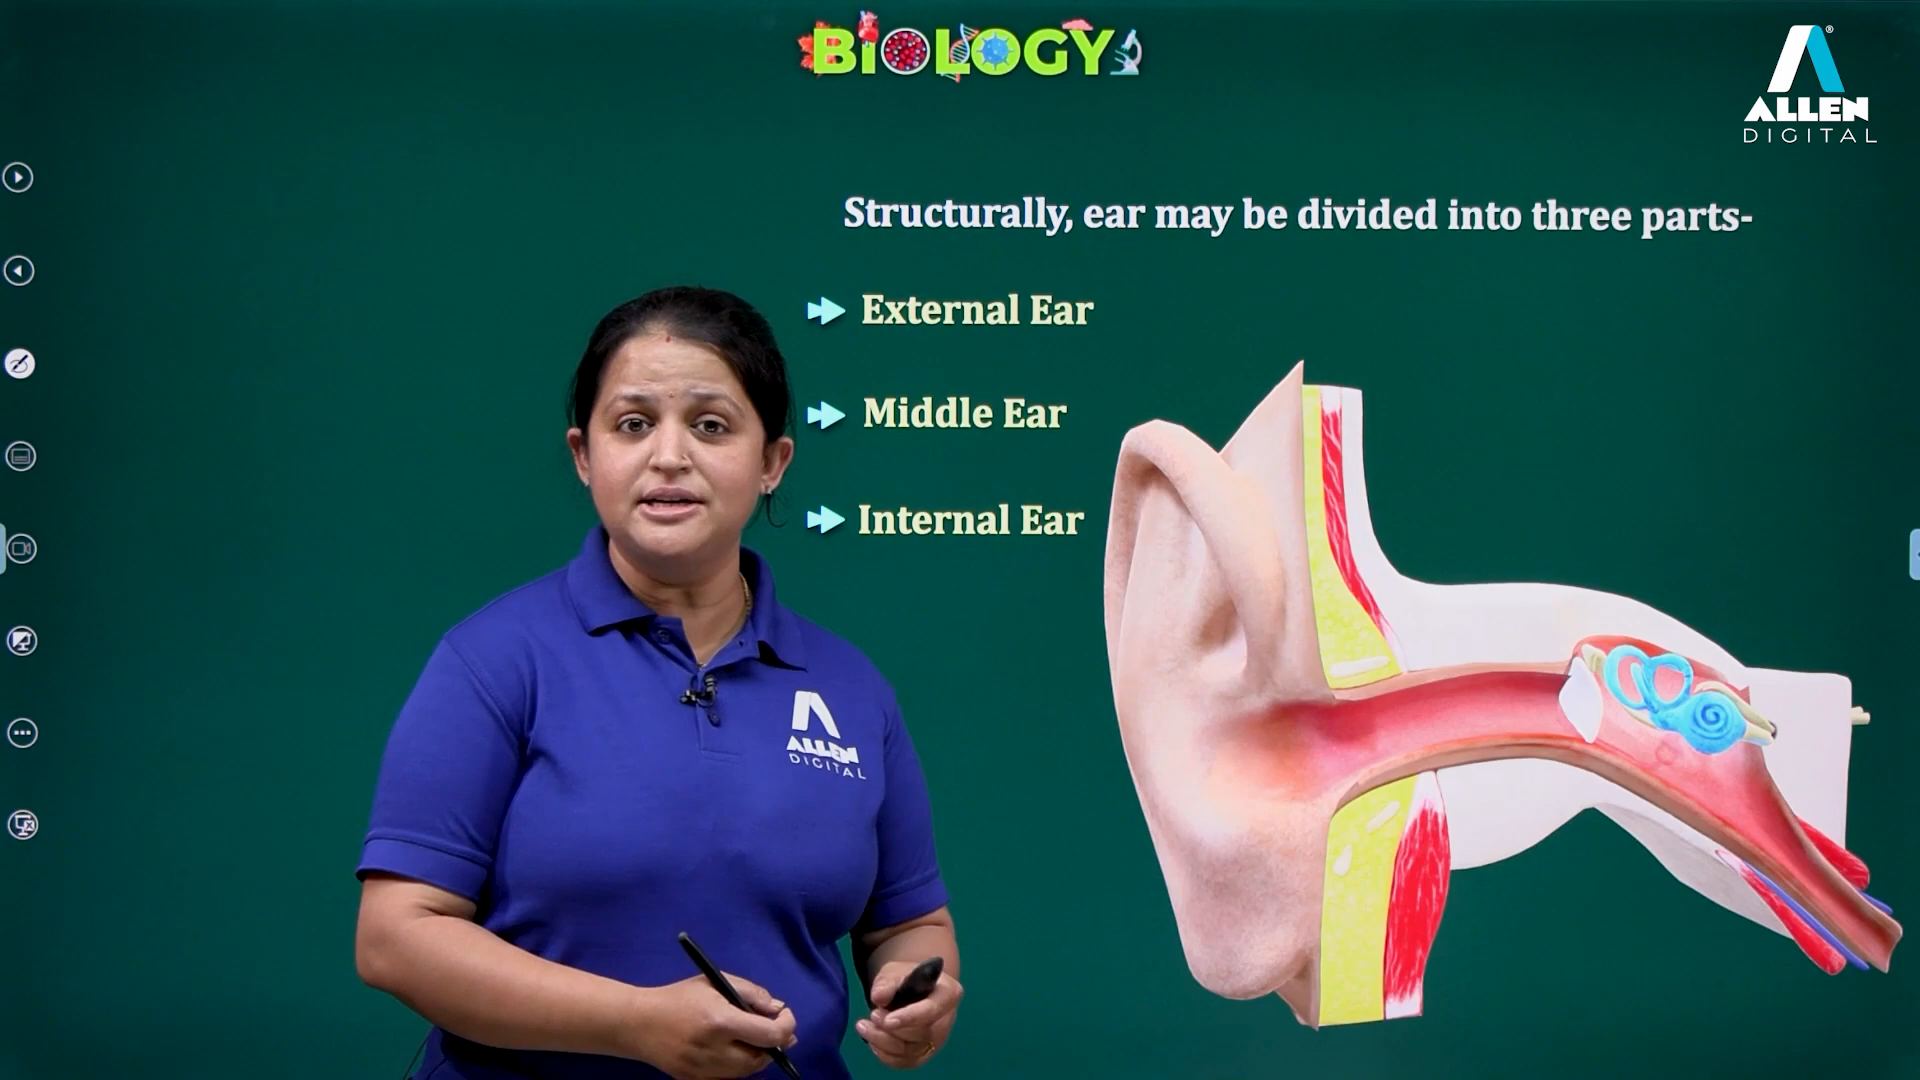 BIOLOGY
ALLEN
DIGITAL
Structurally, ear may be divided into three parts-
External Ear
Middle Ear
Internal Ear
ALLEN
DIGITAL